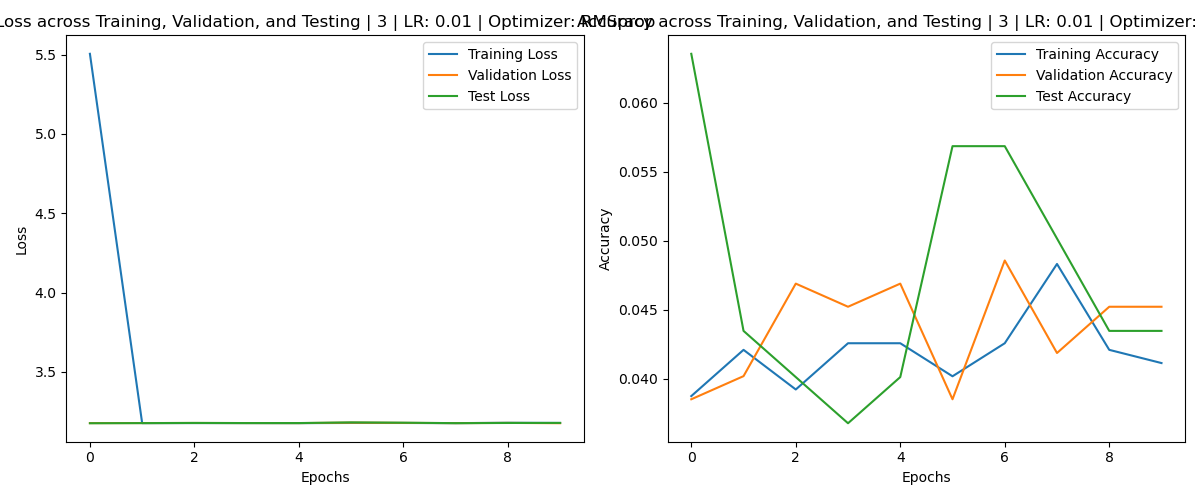 Loss across Training, Validation, and Testing | 3 | LR: 0.01 | Optimizer: RMSprop
Accuracy across Training, Validation, and Testing | 3 | LR: 0.01 | Optimizer:
Training Loss
Validation Loss
Test Loss
5.5
5.0
4.5
4.0
3.5
Loss
0
2
4
6
8
Epochs
Training Accuracy
Validation Accuracy
Test Accuracy
0.060
0.055
0.050
0.045
0.040
Accuracy
0
2
4
6
8
Epochs